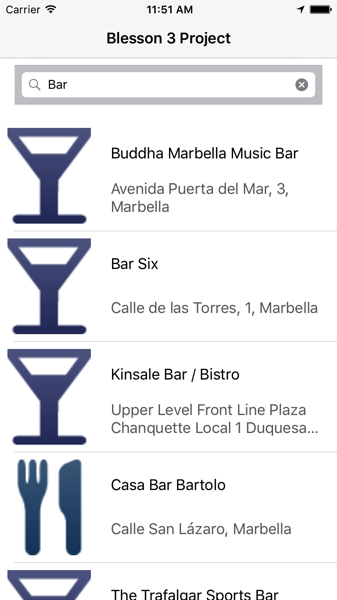 Carrier 11:51 AM
Blesson 3 Project
Bar
Buddha Marbella Music Bar
Avenida Puerta del Mar, 3,
Marbella
Bar Six
Calle de las Torres, 1, Marbella
Kinsale Bar / Bistro
Upper Level Front Line Plaza
Chanquette Local 1 Duquesa...
Casa Bar Bartolo
Calle San Lázaro, Marbella
The Trafalgar Sports Bar